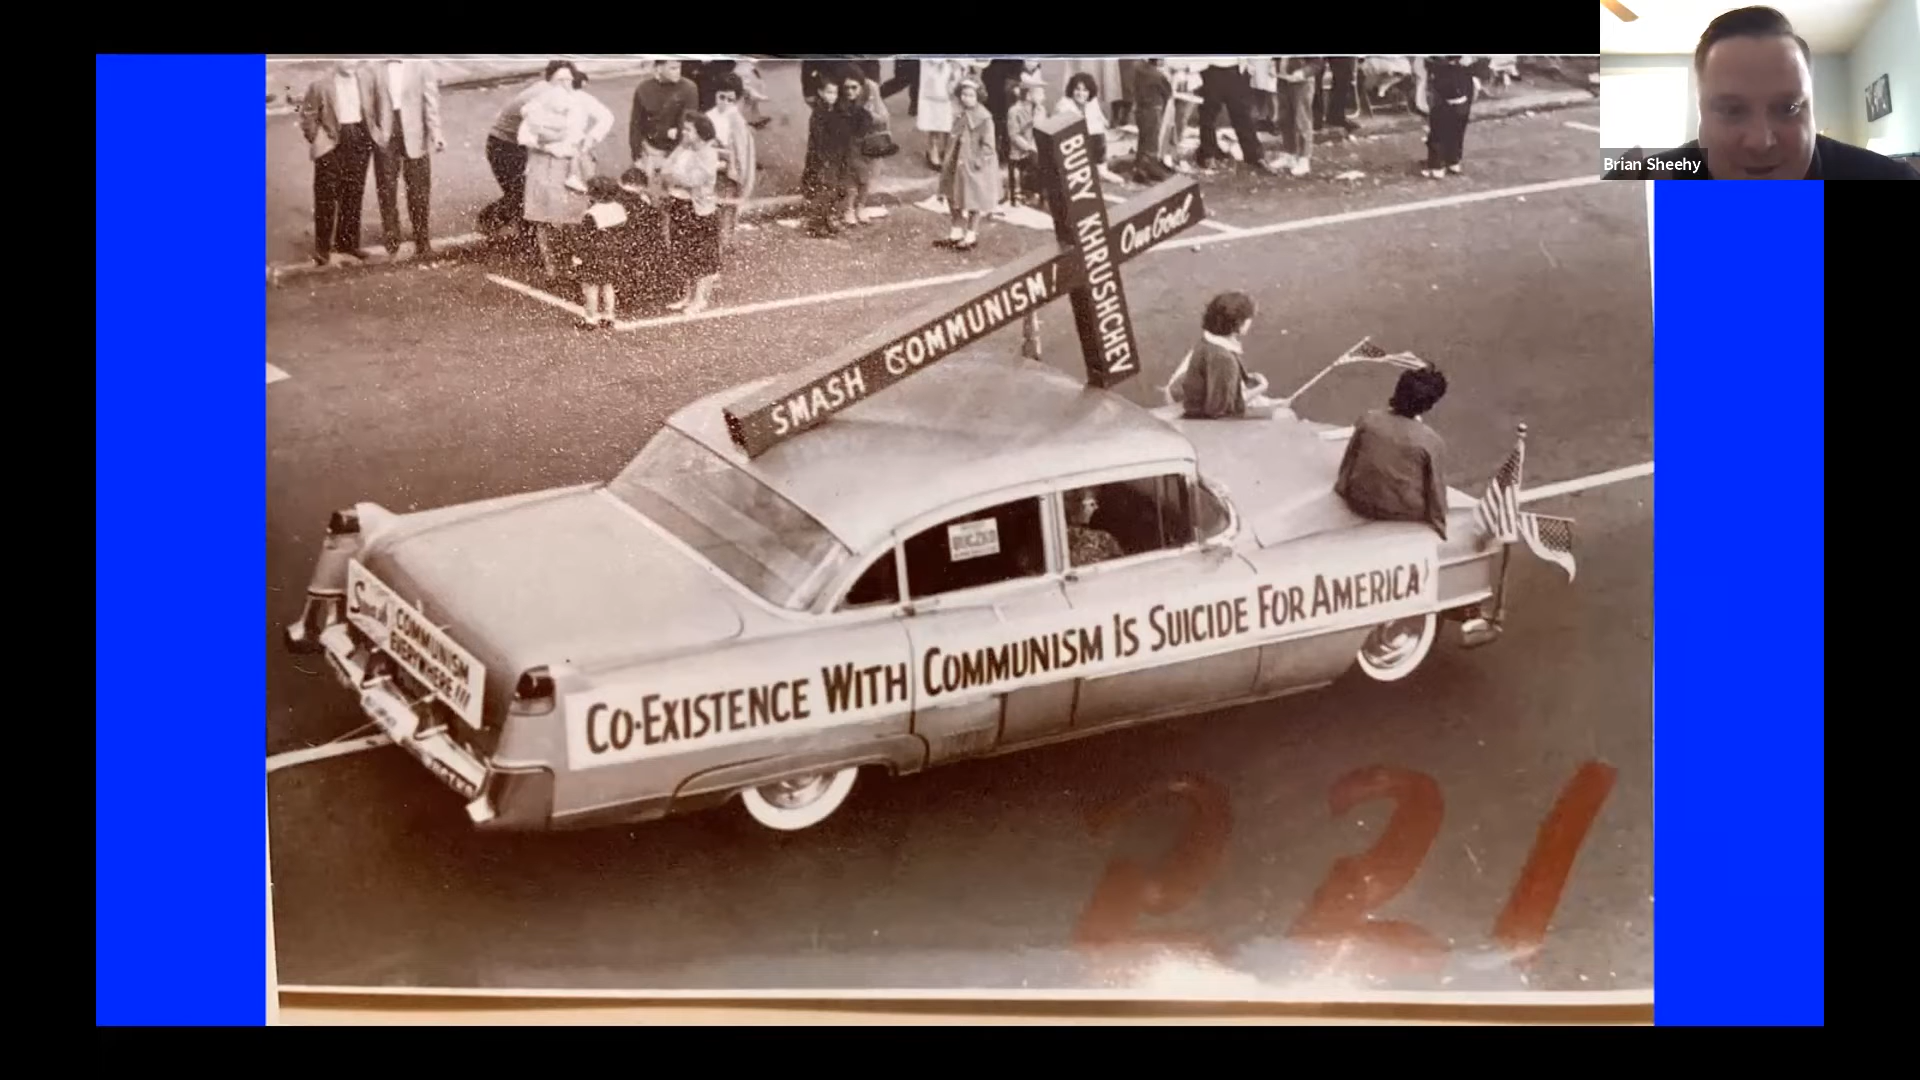 Brian Sheehy
BURY KHRUSHCHEV
Our Goal
SMASH COMMUNISM!
CO-EXISTENCE WITH COMMUNISM IS SUICIDE FOR AMERICA!
Smash COMMUNISM
EVERYWHERE!!!
221